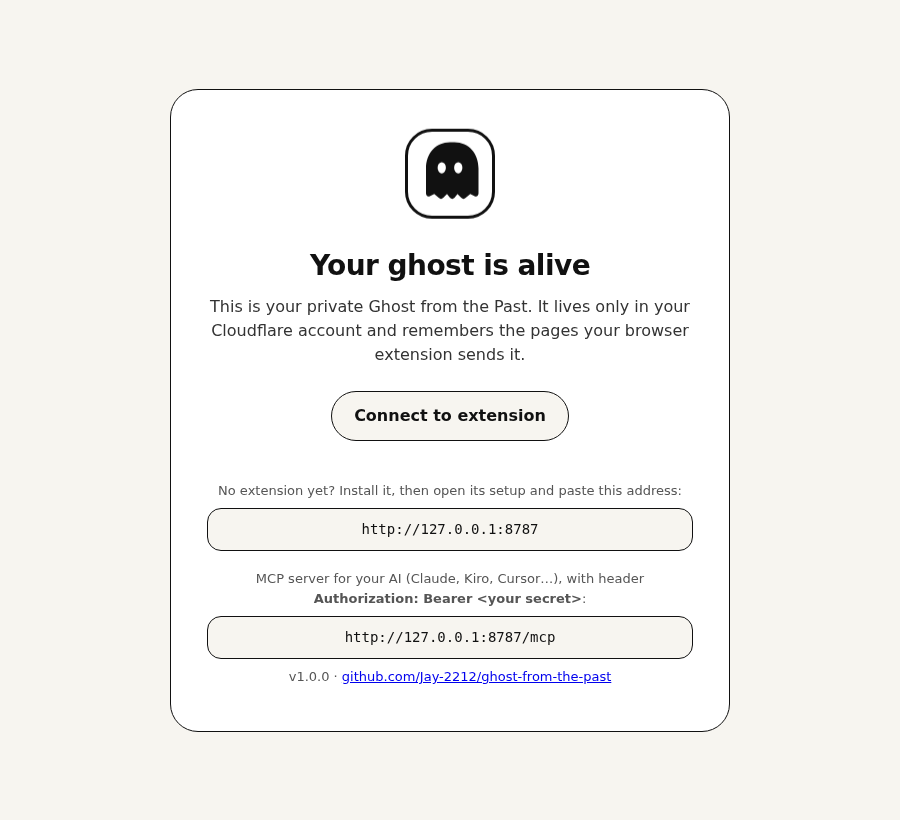 Your ghost is alive
This is your private Ghost from the Past. It lives only in your
Cloudflare account and remembers the pages your browser
extension sends it.
Connect to extension
No extension yet? Install it, then open its setup and paste this address:
http://127.0.0.1:8787
MCP server for your AI (Claude, Kiro, Cursor…), with header
Authorization: Bearer <your secret>:
http://127.0.0.1:8787/mcp
v1.0.0 · github.com/Jay-2212/ghost-from-the-past